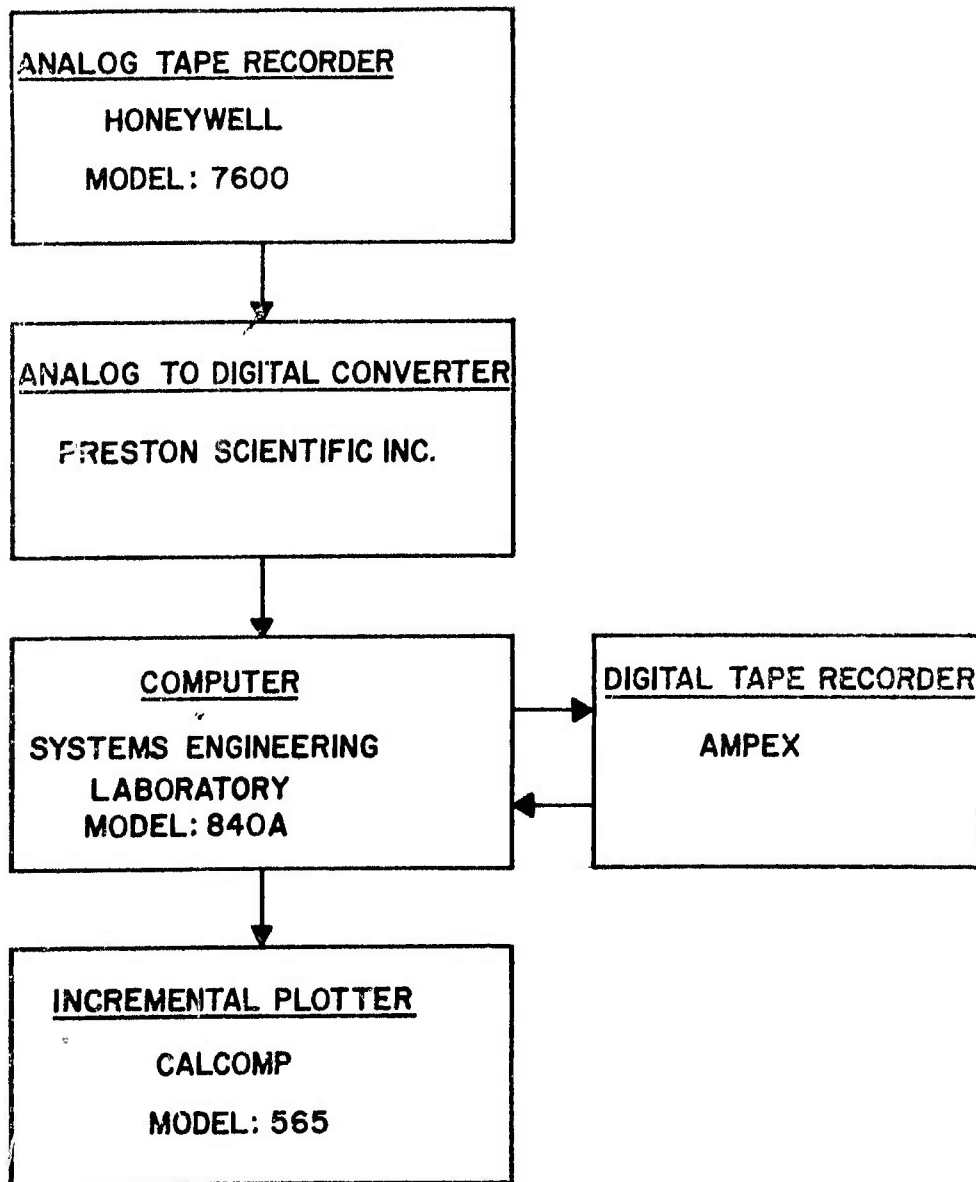 ANALOG TAPE RECORDER
HONEYWELL
MODEL: 7600
ANALOG TO DIGITAL CONVERTER
PRESTON SCIENTIFIC INC.
COMPUTER
SYSTEMS ENGINEERING
LABORATORY
MODEL: 840A
DIGITAL TAPE RECORDER
AMPEX
INCREMENTAL PLOTTER
CALCOMP
MODEL: 565